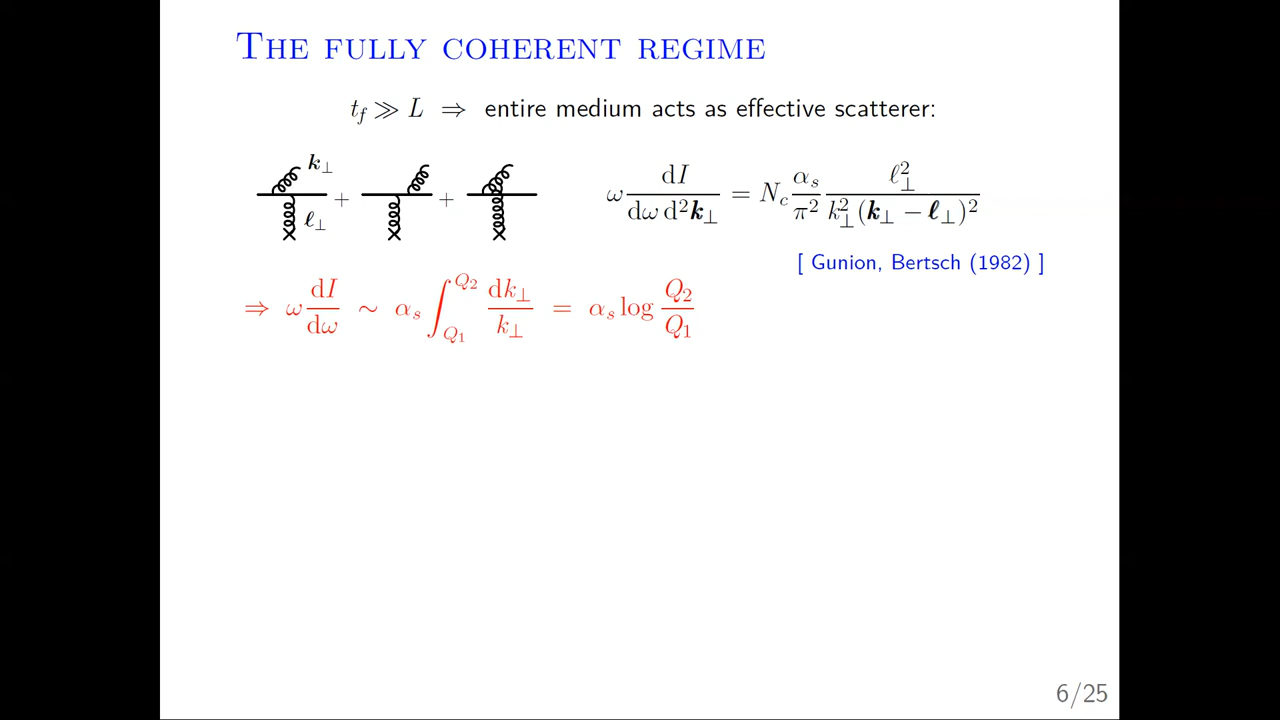 The fully coherent regime
t_f ≫ L ⇒ entire medium acts as effective scatterer:
k⊥ + + ℓ⊥ ω dI/(dω d²k⊥) = N_c α_s/π² ℓ⊥²/(k⊥²(k⊥ − ℓ⊥)²)
[ Gunion, Bertsch (1982) ]
⇒ ω dI/dω ∼ α_s ∫_{Q₁}^{Q₂} dk⊥/k⊥ = α_s log Q₂/Q₁
6/25